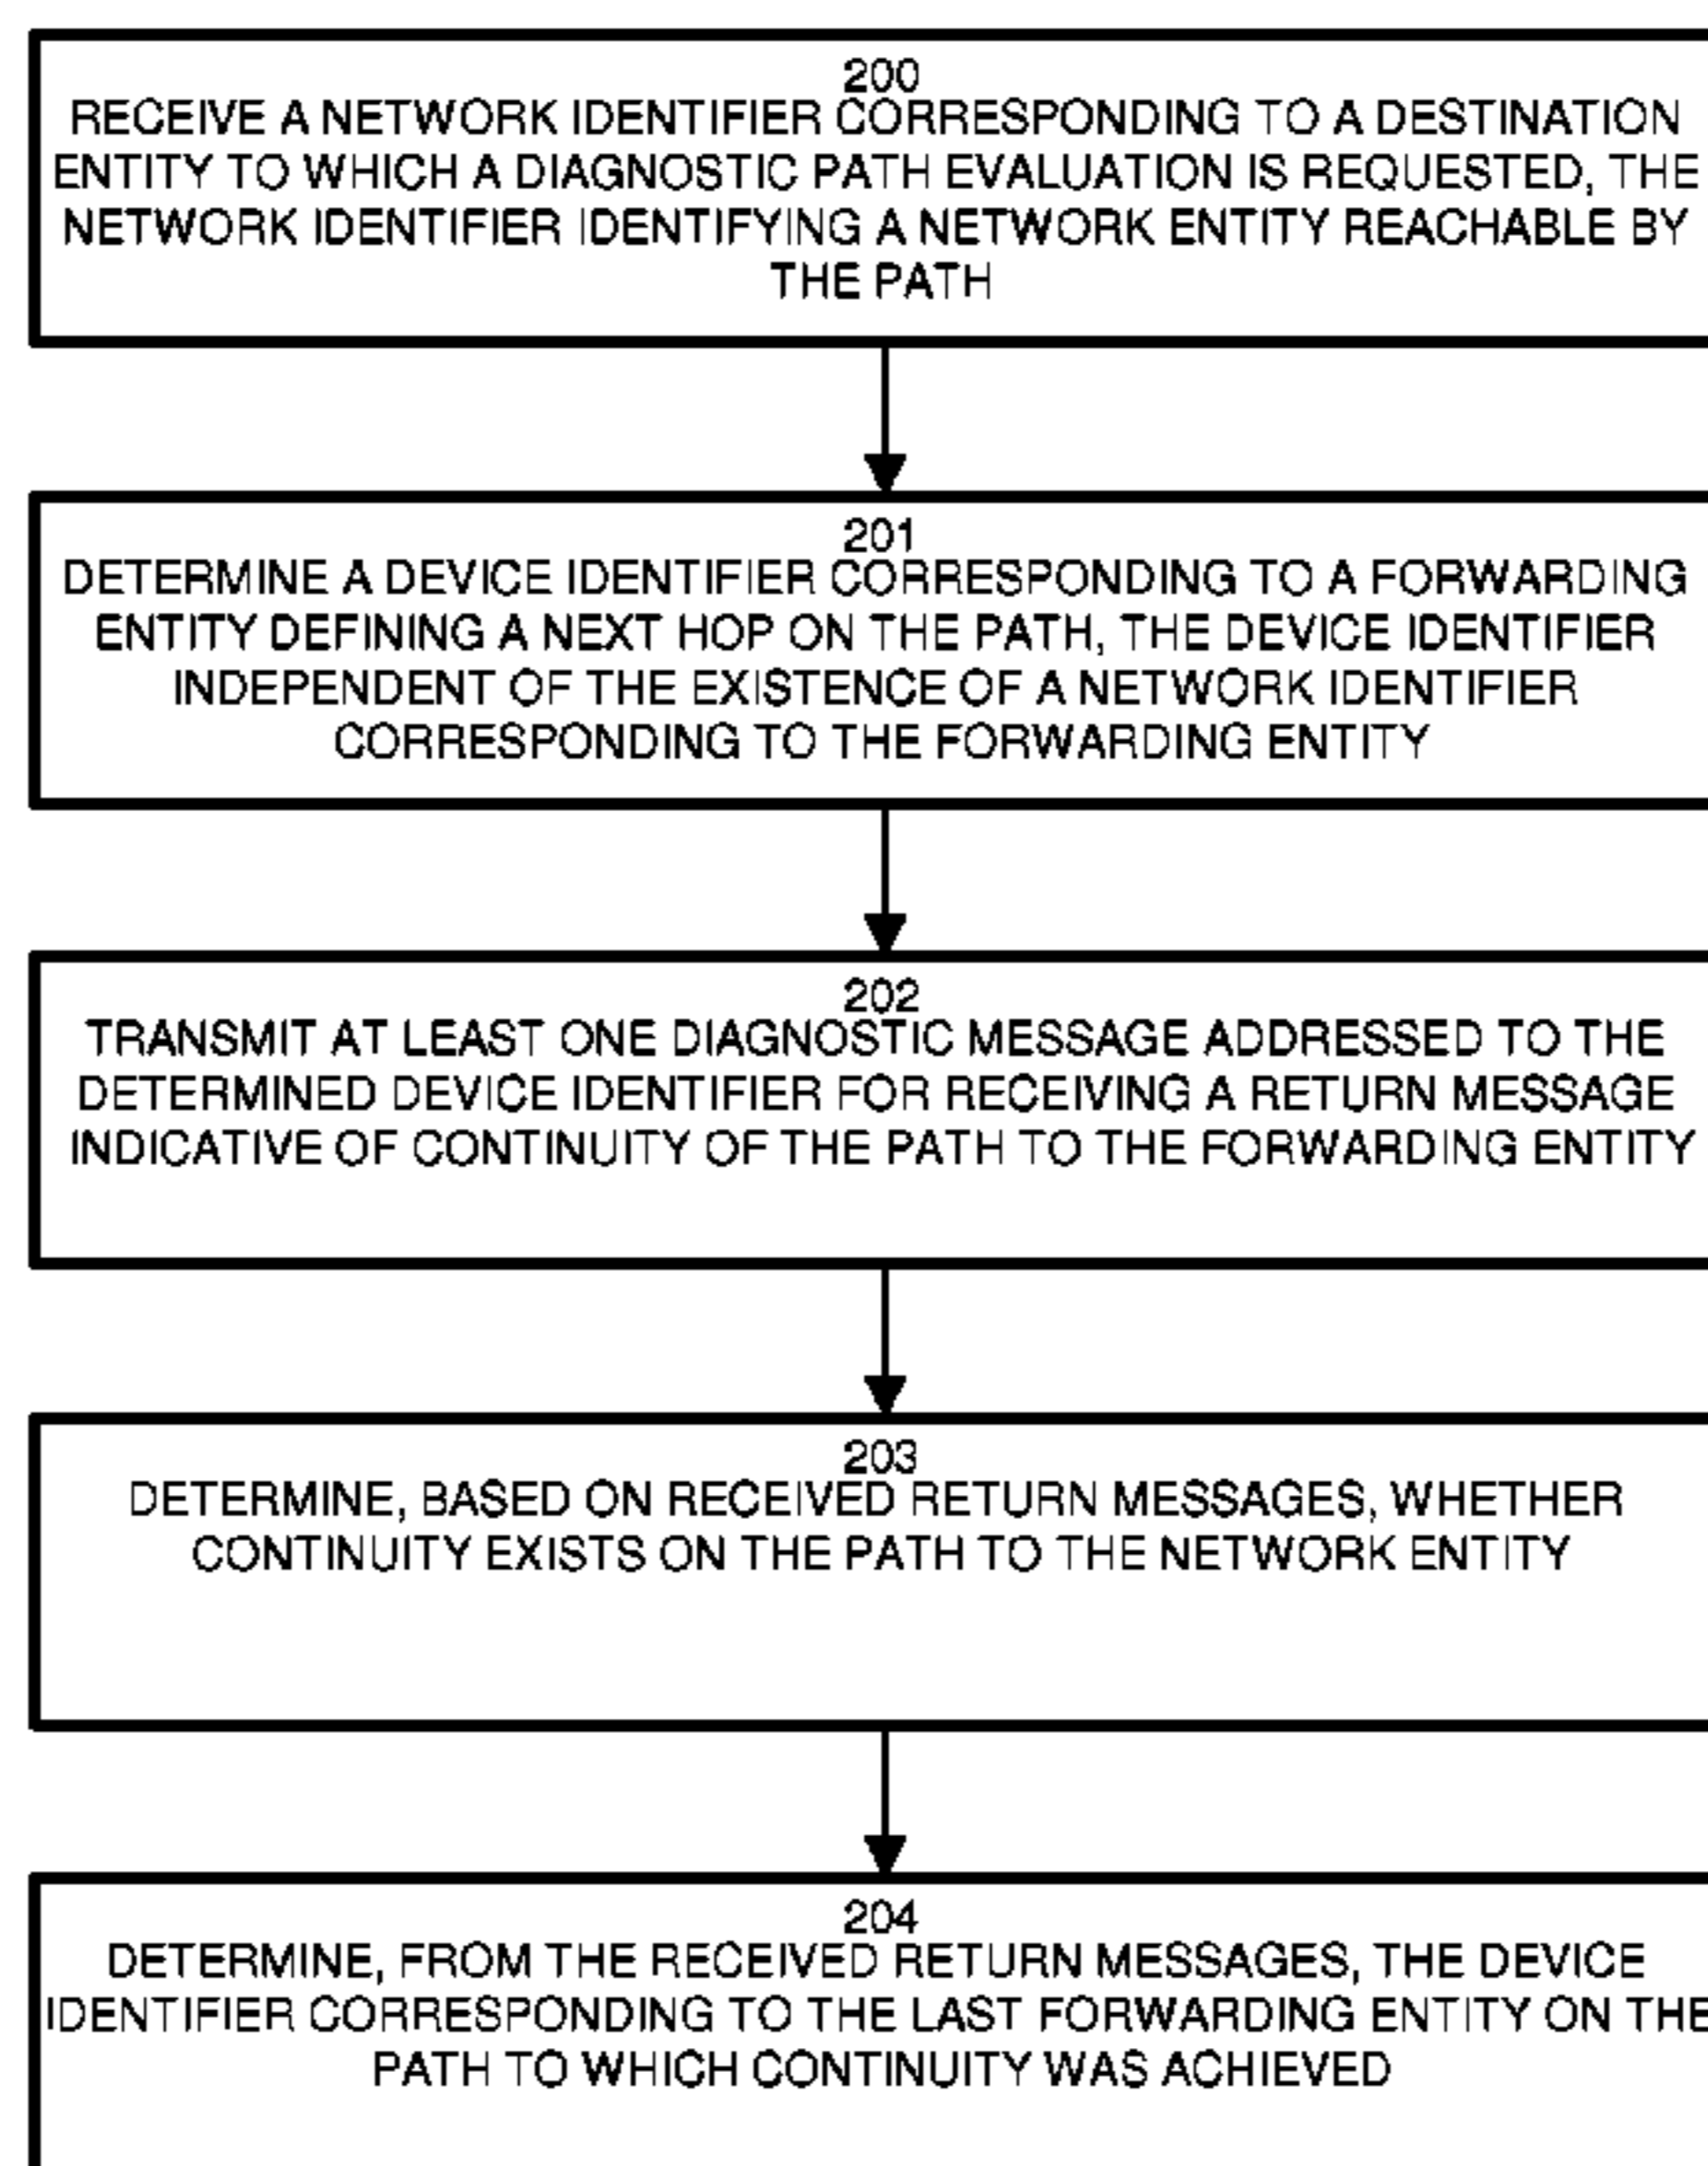 200
RECEIVE A NETWORK IDENTIFIER CORRESPONDING TO A DESTINATION
ENTITY TO WHICH A DIAGNOSTIC PATH EVALUATION IS REQUESTED, THE
NETWORK IDENTIFIER IDENTIFYING A NETWORK ENTITY REACHABLE BY
THE PATH
201
DETERMINE A DEVICE IDENTIFIER CORRESPONDING TO A FORWARDING
ENTITY DEFINING A NEXT HOP ON THE PATH, THE DEVICE IDENTIFIER
INDEPENDENT OF THE EXISTENCE OF A NETWORK IDENTIFIER
CORRESPONDING TO THE FORWARDING ENTITY
202
TRANSMIT AT LEAST ONE DIAGNOSTIC MESSAGE ADDRESSED TO THE
DETERMINED DEVICE IDENTIFIER FOR RECEIVING A RETURN MESSAGE
INDICATIVE OF CONTINUITY OF THE PATH TO THE FORWARDING ENTITY
203
DETERMINE, BASED ON RECEIVED RETURN MESSAGES, WHETHER
CONTINUITY EXISTS ON THE PATH TO THE NETWORK ENTITY
204
DETERMINE, FROM THE RECEIVED RETURN MESSAGES, THE DEVICE
IDENTIFIER CORRESPONDING TO THE LAST FORWARDING ENTITY ON THE
PATH TO WHICH CONTINUITY WAS ACHIEVED